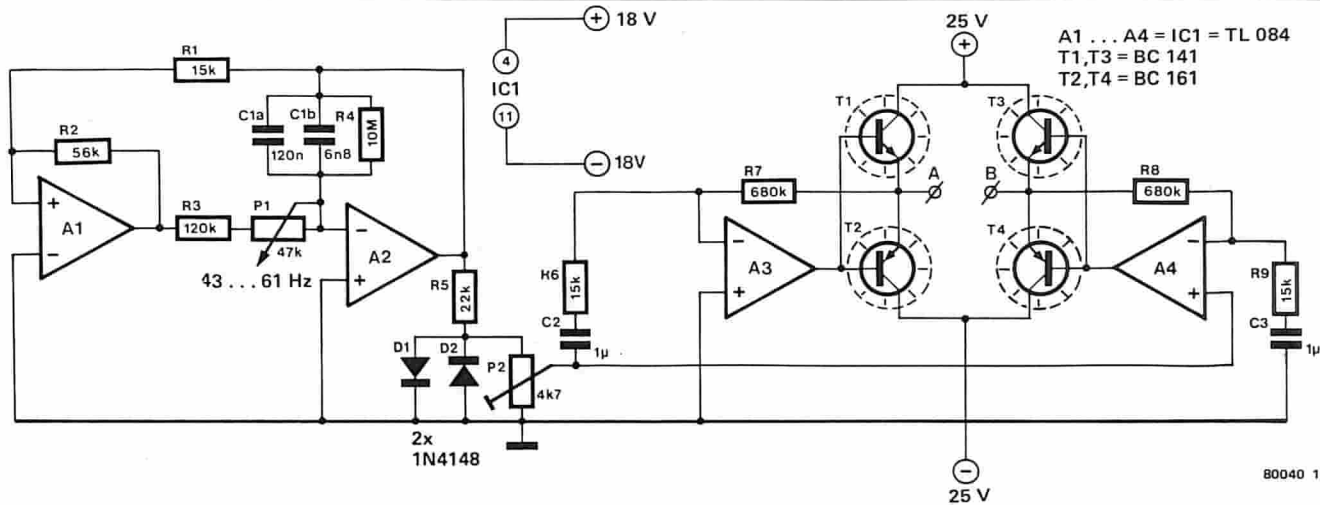 18 V
25 V
A1 . . . A4 = IC1 = TL 084
T1,T3 = BC 141
T2,T4 = BC 161
R1
15k
4
IC1
11
18V
C1a
120n
C1b
6n8
R4
10M
R2
56k
A1
R3
120k
P1
47k
43 . . . 61 Hz
A2
R5
22k
D1
D2
P2
4k7
2x
1N4148
R6
15k
C2
1µ
R7
680k
A3
T1
T3
T2
T4
A
B
R8
680k
A4
R9
15k
C3
1µ
25 V
80040 1